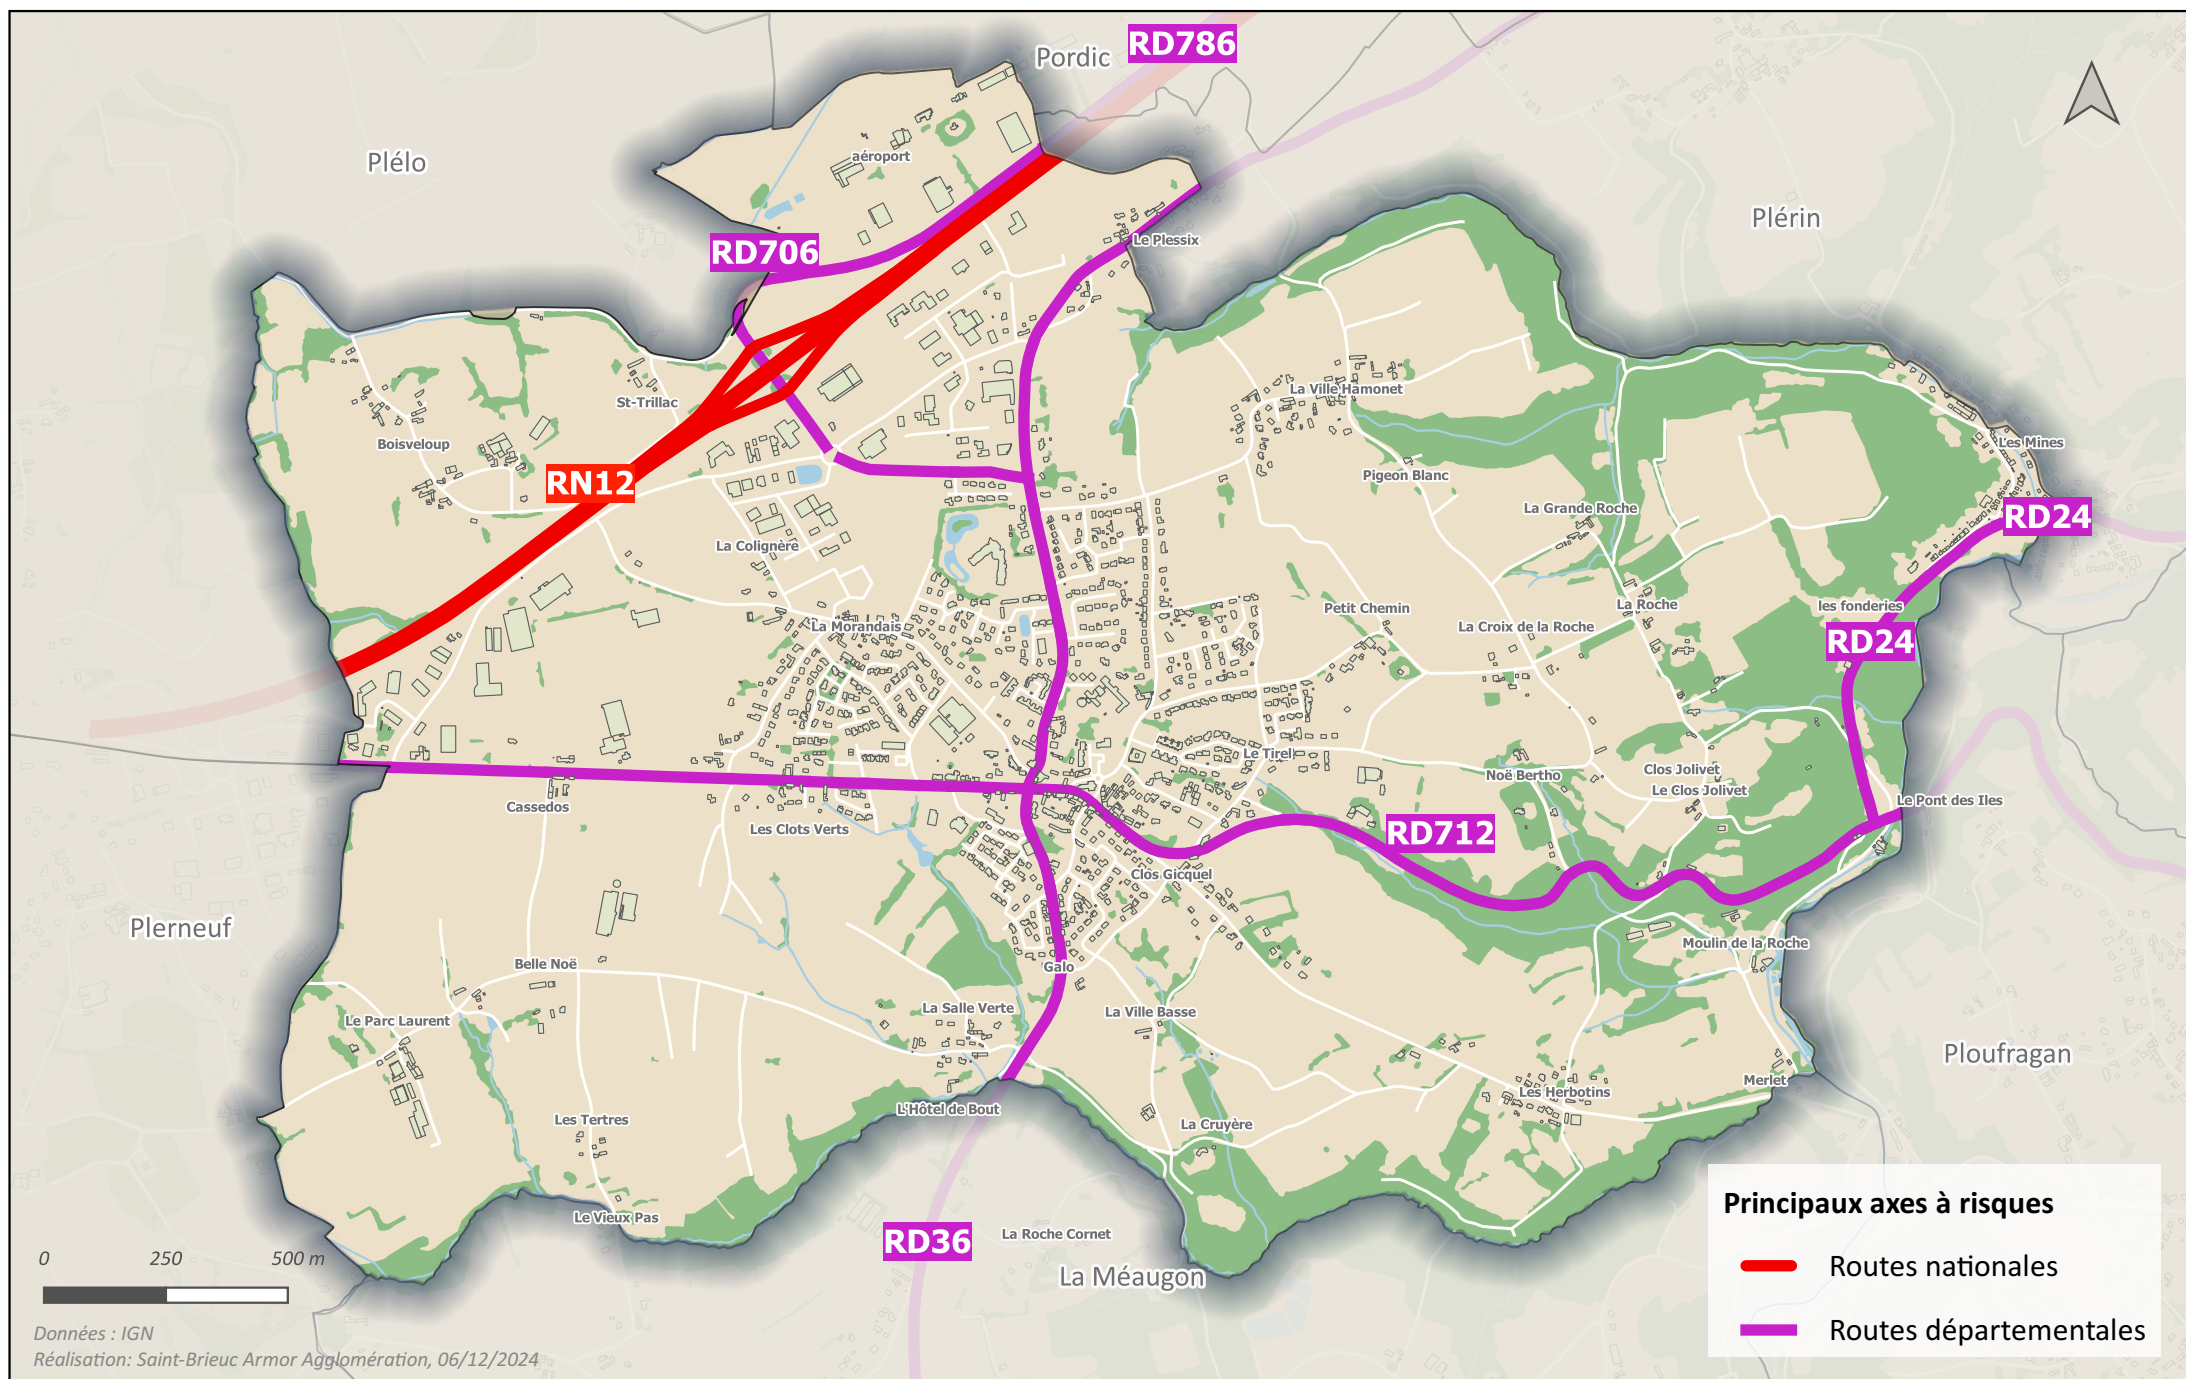 RD786
Pordic
Plélo
aéroport
Plérin
RD706
Le Plessix
St-Trillac
La Ville Hamonet
Boisveloup
Les Mines
RN12
Pigeon Blanc
La Grande Roche
RD24
La Colignère
La Morandais
Petit Chemin
La Roche
les fonderies
La Croix de la Roche
RD24
Le Tirel
Noë Bertho
Clos Jolivet
Le Clos Jolivet
Le Pont des Iles
Cassedos
Les Clots Verts
RD712
Clos Gicquel
Plerneuf
Moulin de la Roche
Belle Noë
Galo
Le Parc Laurent
La Salle Verte
La Ville Basse
Ploufragan
Merlet
Les Herbotins
L'Hôtel de Bout
Les Tertres
La Cruyère
Le Vieux Pas
RD36
La Roche Cornet
La Méaugon
Principaux axes à risques
Routes nationales
Routes départementales
0 250 500 m
Données : IGN
Réalisation: Saint-Brieuc Armor Agglomération, 06/12/2024